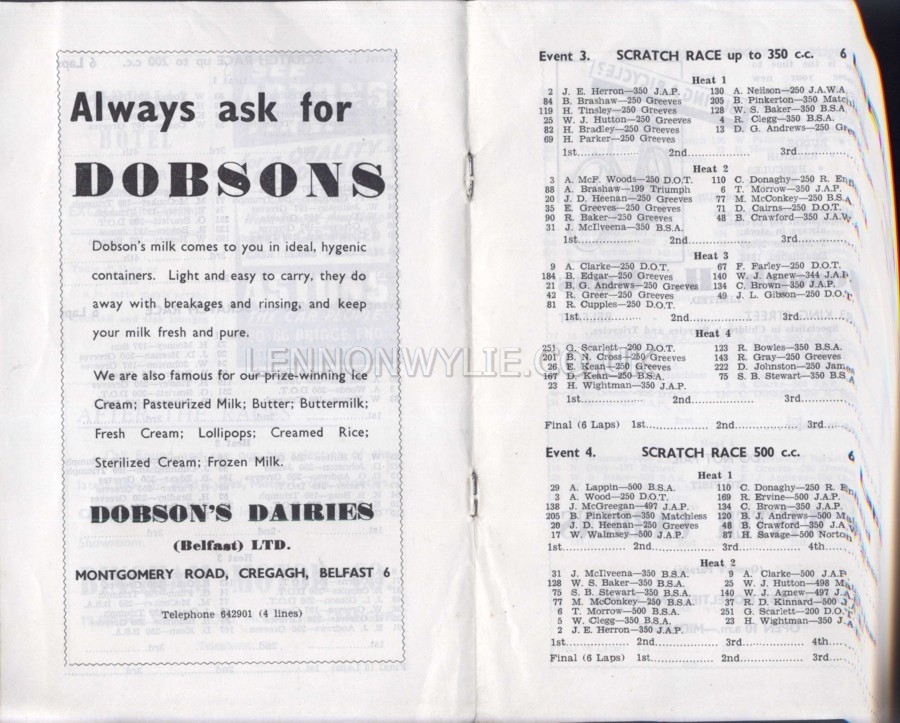 Always ask for
DOBSONS
Dobson's milk comes to you in ideal, hygenic
containers. Light and easy to carry, they do
away with breakages and rinsing, and keep
your milk fresh and pure.
We are also famous for our prize-winning Ice
Cream; Pasteurized Milk; Butter; Buttermilk;
Fresh Cream; Lollipops; Creamed Rice;
Sterilized Cream; Frozen Milk.
DOBSON'S DAIRIES
(Belfast) LTD.
MONTGOMERY ROAD, CREGAGH, BELFAST 6
Telephone 642901 (4 lines)
LENNONWYLIE.CO
Event 3. SCRATCH RACE up to 350 c.c. 6
Heat 1
2 J. E. Herron—350 J.A.P. 130 A. Neilson—250 J.A.W.A.
84 B. Brashaw—250 Greeves 205 B. Pinkerton—350
119 H. Tinsley—250 Greeves 128 W. S. Baker—350 B.S.A
25 W. J. Hutton—250 Greeves 4 R. Clegg—350 B.S.A.
82 H. Bradley—250 Greeves 13 D. G. Andrews—250
69 H. Parker—250 Greeves
1st................... 2nd................... 3rd...............
Heat 2
3 A. McF. Woods—250 D.O.T. 110 C. Donaghy—250 R.
88 A. Brashaw—199 Triumph 6 T. Morrow—350 J.A.P.
20 J. D. Heenan—250 Greeves 77 M. McConkey—250 B.S.A
35 E. Greeves—250 Greeves 71 D. Cairns—250 D.O.T.
90 R. Baker—250 Greeves 48 B. Crawford—350
31 J. McIlveena—350 B.S.A.
1st................... 2nd................... 3rd...............
Heat 3
9 A. Clarke—250 D.O.T. 67 F. Farley—250 D.O.T.
184 B. Edgar—250 Greeves 140 W. J. Agnew—344 J.A.P
21 B. G. Andrews—250 Greeves 134 C. Brown—350 J.A.P.
42 R. Greer—250 Greeves 49 J. L. Gibson—250 D.O.T.
81 R. Cupples—250 D.O.T.
1st................... 2nd................... 3rd...............
Heat 4
251 G. Scarlett—200 D.O.T. 123 R. Bowles—350 B.S.A.
201 B. N. Cross—250 Greeves 143 R. Gray—250 Greeves
26 E. Kean—250 Greeves 222 D. Johnston—250
167 D. Kean—250 B.S.A. 75 S. B. Stewart—350 B.S
23 H. Wightman—350 J.A.P.
1st................... 2nd................... 3rd...............
Final (6 Laps) 1st................... 2nd................... 3rd......
Event 4. SCRATCH RACE 500 c.c. 6
Heat 1
29 A. Lappin—500 B.S.A. 110 C. Donaghy—250 R.
3 A. Wood—250 D.O.T. 169 R. Ervine—500 J.A.P.
138 J. McGreegan—497 J.A.P. 134 C. Brown—350 J.A.P.
205 B. Pinkerton—350 Matchless 120 B. J. Andrews—500
20 J. D. Heenan—250 Greeves 48 B. Crawford—350
17 W. Walmsey—500 J.A.P. 87 H. Savage—500 Norton
1st............... 2nd............... 3rd............... 4th.......
Heat 2
31 J. McIlveena—350 B.S.A. 9 A. Clarke—500 J.A.P
128 W. S. Baker—350 B.S.A. 25 W. J. Hutton—498
75 S. B. Stewart—350 B.S.A. 140 W. J. Agnew—497
77 M. McConkey—250 B.S.A. 37 R. D. Kinnard—500 J
6 T. Morrow—500 B.S.A. 251 G. Scarlett—200 D.O.T
5 W. Clegg—350 B.S.A. 23 H. Wightman—350
2 J. E. Herron—350 J.A.P.
1st............... 2nd............... 3rd............... 4th.......
Final (6 Laps) 1st................... 2nd................... 3rd......